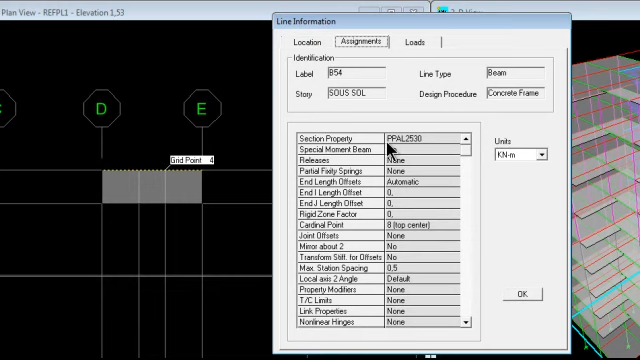 Plan View - REFPL1 - Elevation 1,53
Line Information
Location
Assignments
Loads
Identification
Label
B54
Line Type
Beam
Story
SOUS SOL
Design Procedure
Concrete Frame
Section Property PPAL2530
Special Moment Beam
Releases None
Partial Fixity Springs None
End Length Offsets Automatic
End I Length Offset 0,
End J Length Offset 0,
Rigid Zone Factor 0,
Cardinal Point 8 (top center)
Joint Offsets None
Mirror about 2 No
Transform Stiff. for Offsets No
Max. Station Spacing 0,5
Local axis 2 Angle Default
Property Modifiers None
T/C Limits None
Link Properties None
Nonlinear Hinges None
Units
KN-m
OK
C
D
E
Grid Point 4